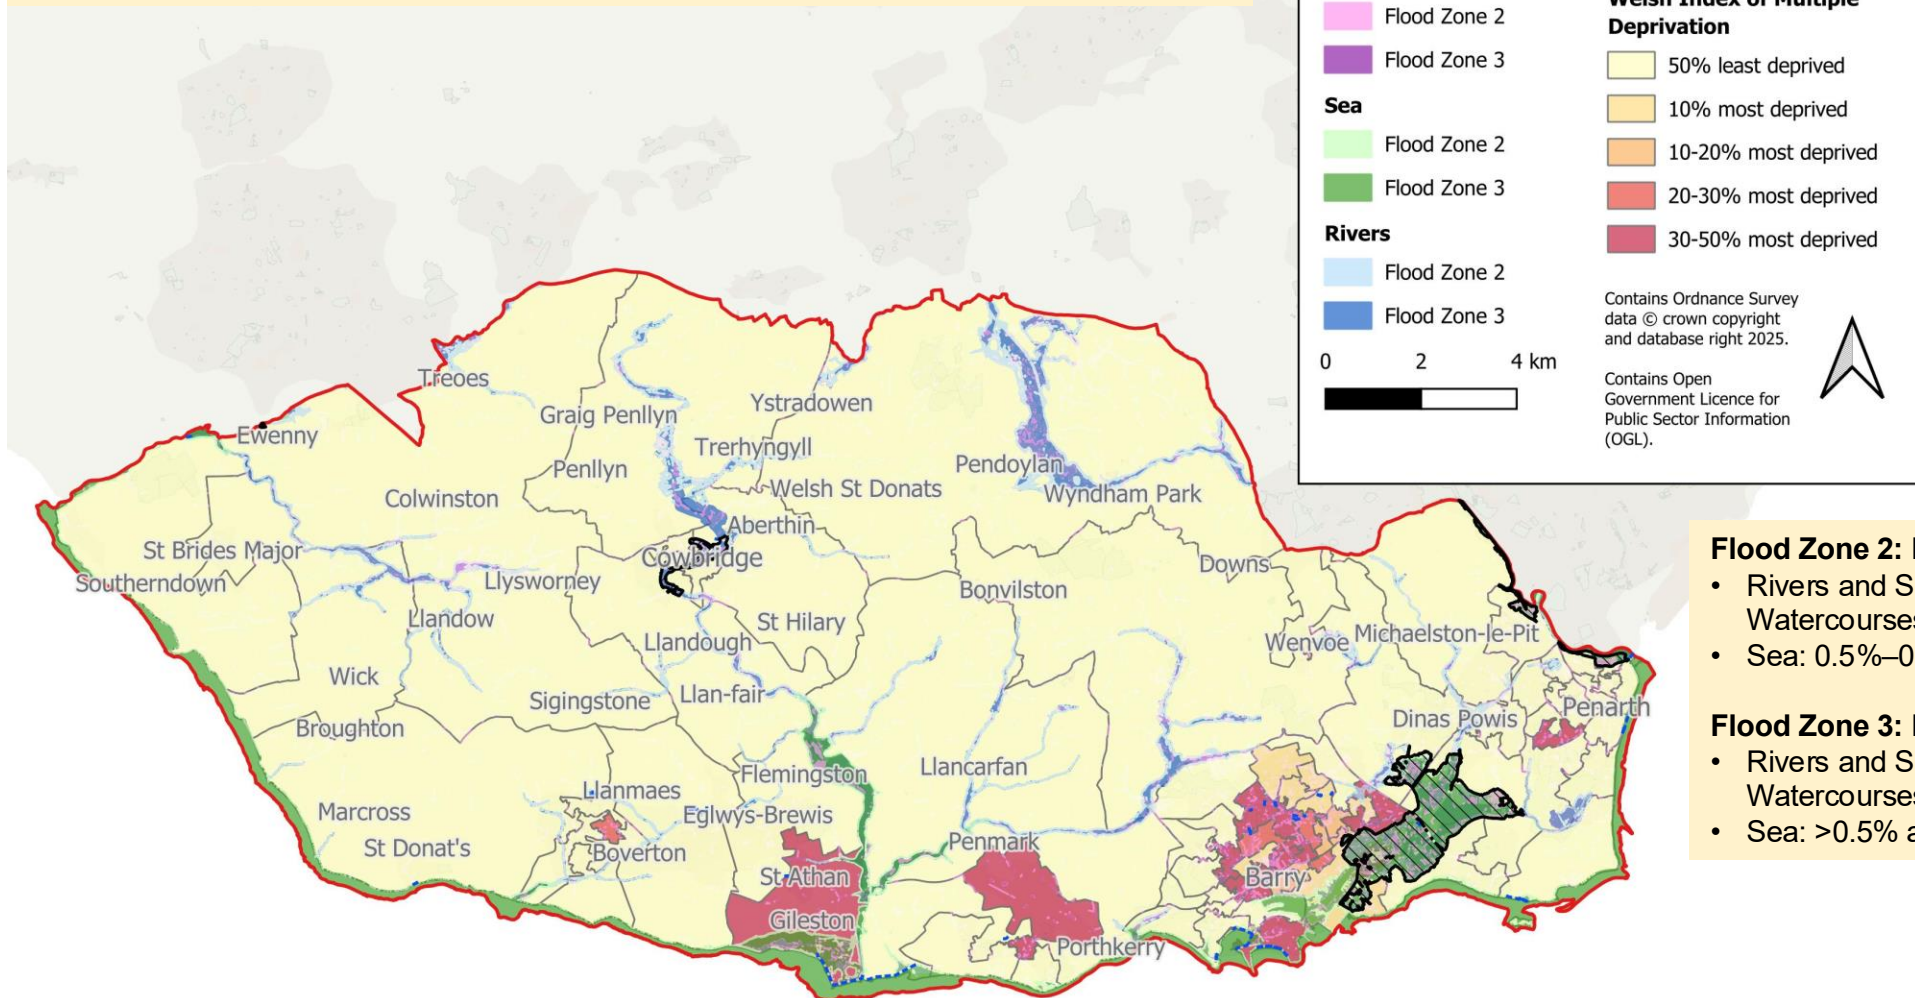 Welsh Index of Multiple
Deprivation
Flood Zone 2
Flood Zone 3
Sea
Flood Zone 2
Flood Zone 3
Rivers
Flood Zone 2
Flood Zone 3
0 2 4 km
50% least deprived
10% most deprived
10-20% most deprived
20-30% most deprived
30-50% most deprived
Contains Ordnance Survey
data © crown copyright
and database right 2025.
Contains Open
Government Licence for
Public Sector Information
(OGL).
Treoes
Ewenny
Graig Penllyn
Ystradowen
Trerhyngyll
Penllyn
Pendoylan
Colwinston
Welsh St Donats
Wyndham Park
Aberthin
St Brides Major
Cowbridge
Downs
Southerndown
Llysworney
Bonvilston
Llandow
St Hilary
Llandough
Wenvoe
Michaelston-le-Pit
Wick
Sigingstone
Llan-fair
Broughton
Dinas Powis
Penarth
Flemingston
Llancarfan
Llanmaes
Marcross
Eglwys-Brewis
St Donat's
Boverton
Penmark
St Athan
Barry
Gileston
Porthkerry
Flood Zone 2:
• Rivers and S
Watercourses
• Sea: 0.5%–0
Flood Zone 3:
• Rivers and S
Watercourses
• Sea: >0.5% a